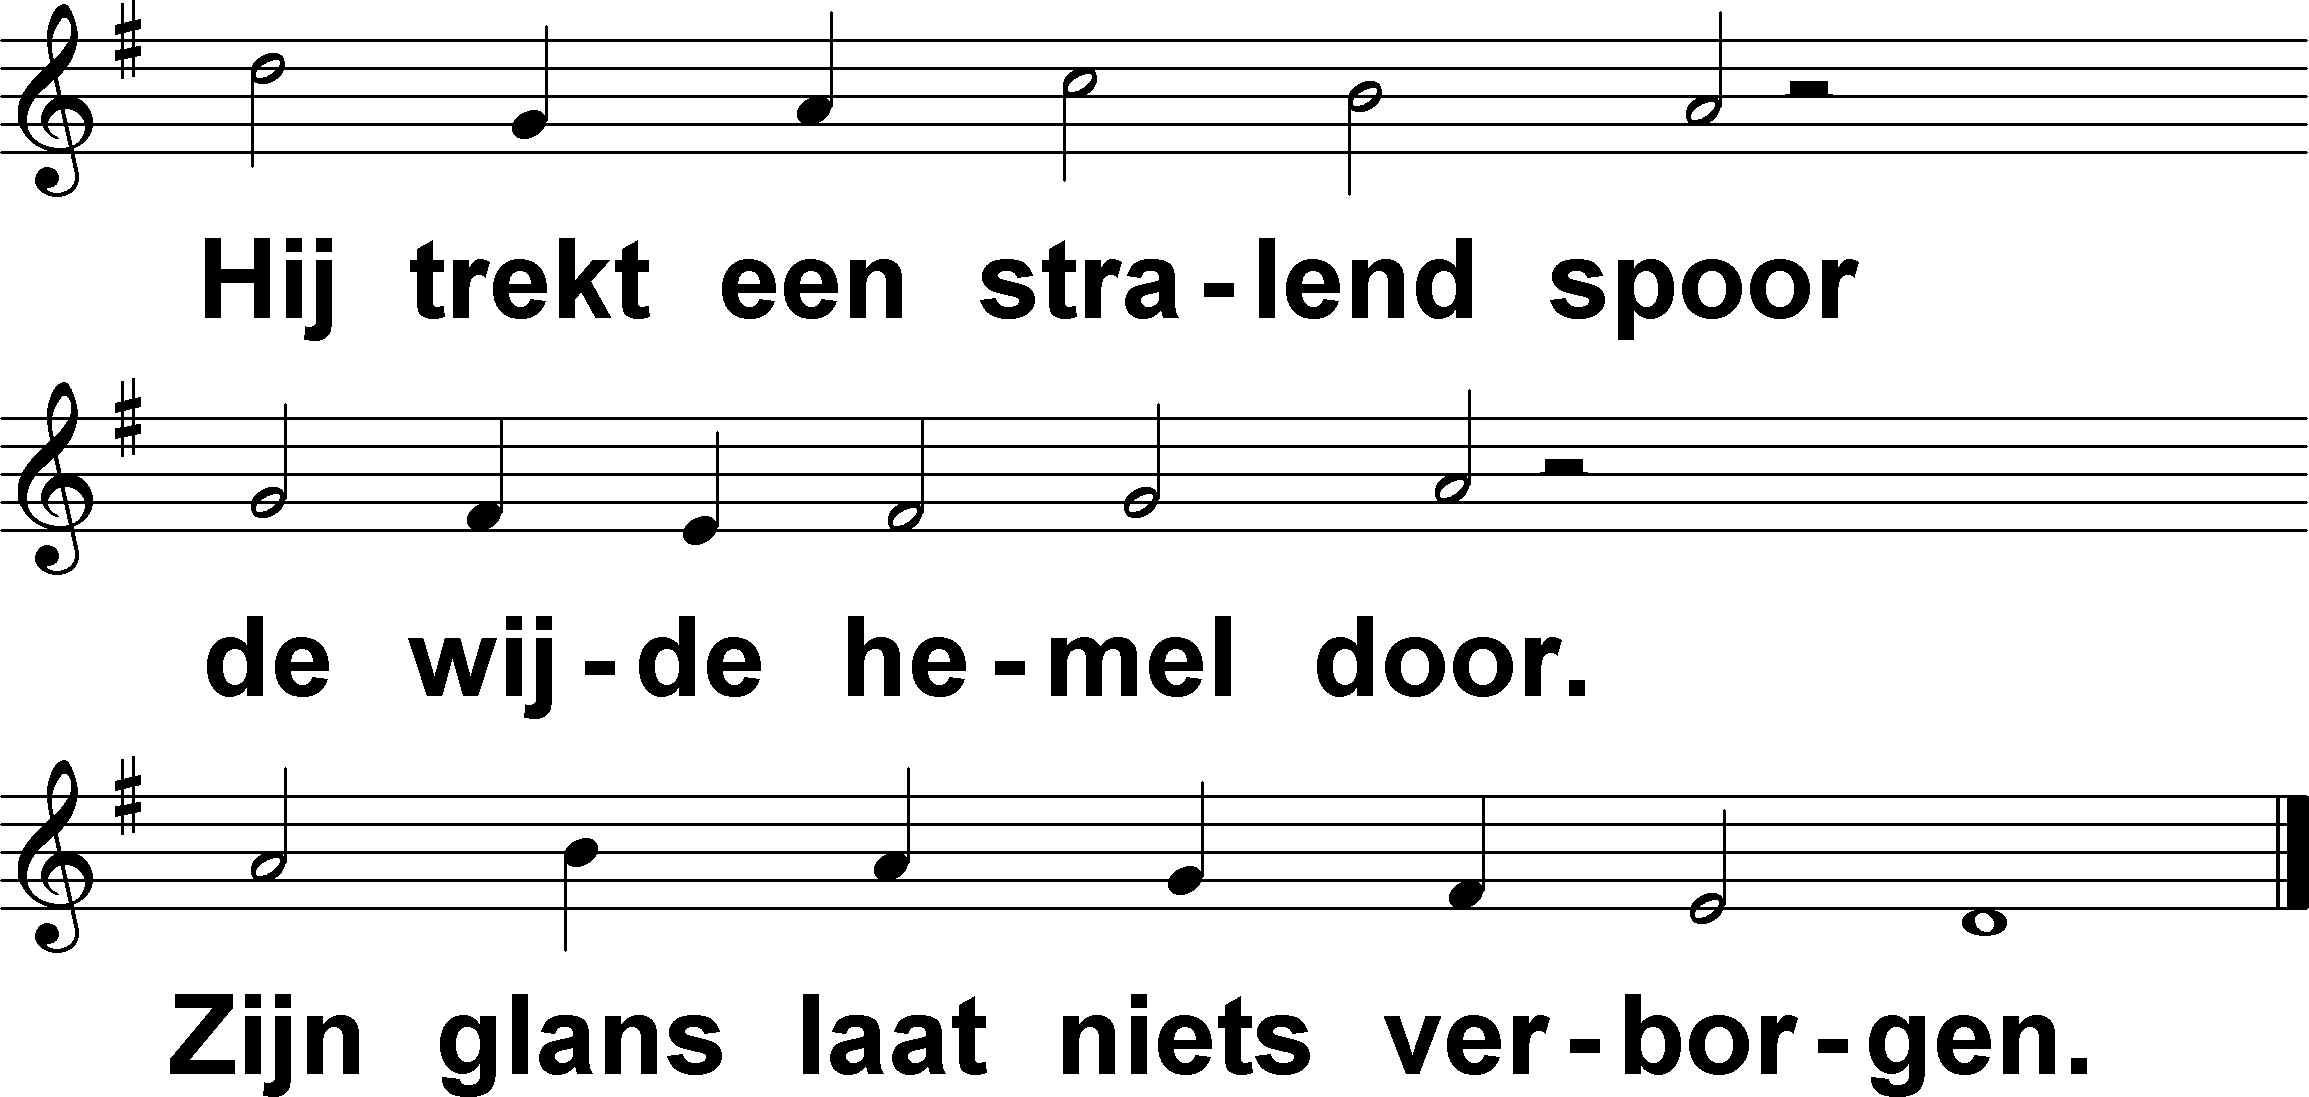 Hij trekt een stra-lend spoor
de wij-de he-mel door.
Zijn glans laat niets ver-bor-gen.